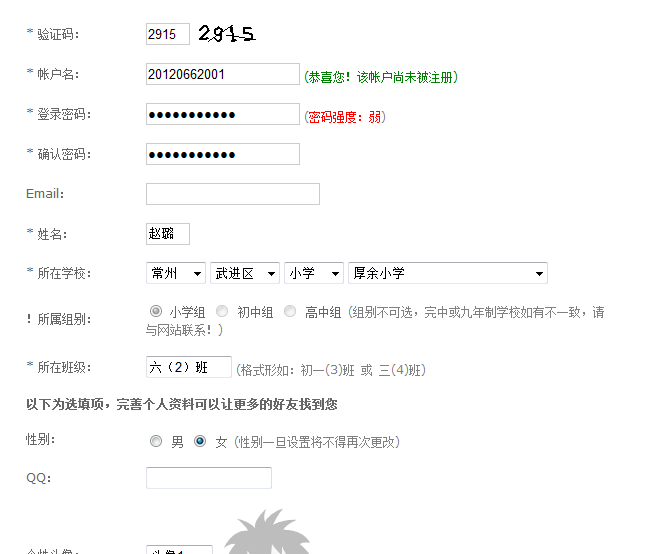 * 验证码： 2915 2915
* 帐户名： 20120662001 (恭喜您！该帐户尚未被注册)
* 登录密码： ●●●●●●●●●●● (密码强度：弱)
* 确认密码： ●●●●●●●●●●●
Email：
* 姓名： 赵璐
* 所在学校： 常州 武进区 小学 厚余小学
! 所属组别： 小学组 初中组 高中组 (组别不可选，完中或九年制学校如有不一致，请
与网站联系！)
* 所在班级： 六（2）班 (格式形如：初一(3)班 或 三(4)班)
以下为选填项，完善个人资料可以让更多的好友找到您
性别： 男 女 (性别一旦设置将不得再次更改)
QQ：